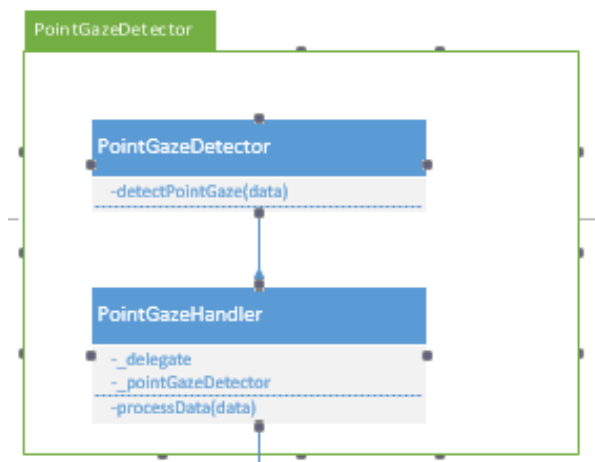 PointGazeDetector
PointGazeDetector
-detectPointGaze(data)
PointGazeHandler
-_delegate
-_pointGazeDetector
-processData(data)